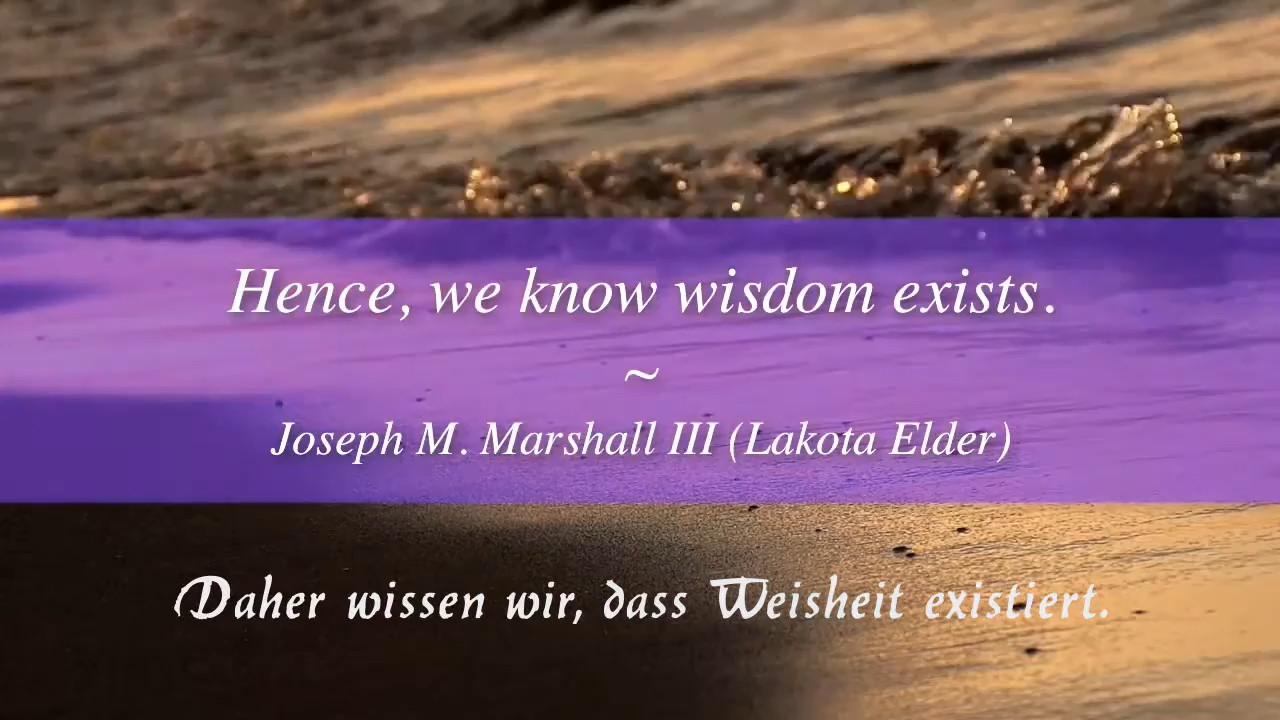 Hence, we know wisdom exists.
~
Joseph M. Marshall III (Lakota Elder)
Daher wissen wir, dass Weisheit existiert.